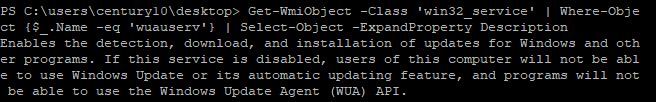 PS C:\users\century10\desktop> Get-WmiObject -Class 'win32_service' | Where-Obje
ct {$_.Name -eq 'wuauserv'} | Select-Object -ExpandProperty Description
Enables the detection, download, and installation of updates for Windows and oth
er programs. If this service is disabled, users of this computer will not be abl
e to use Windows Update or its automatic updating feature, and programs will not
 be able to use the Windows Update Agent (WUA) API.